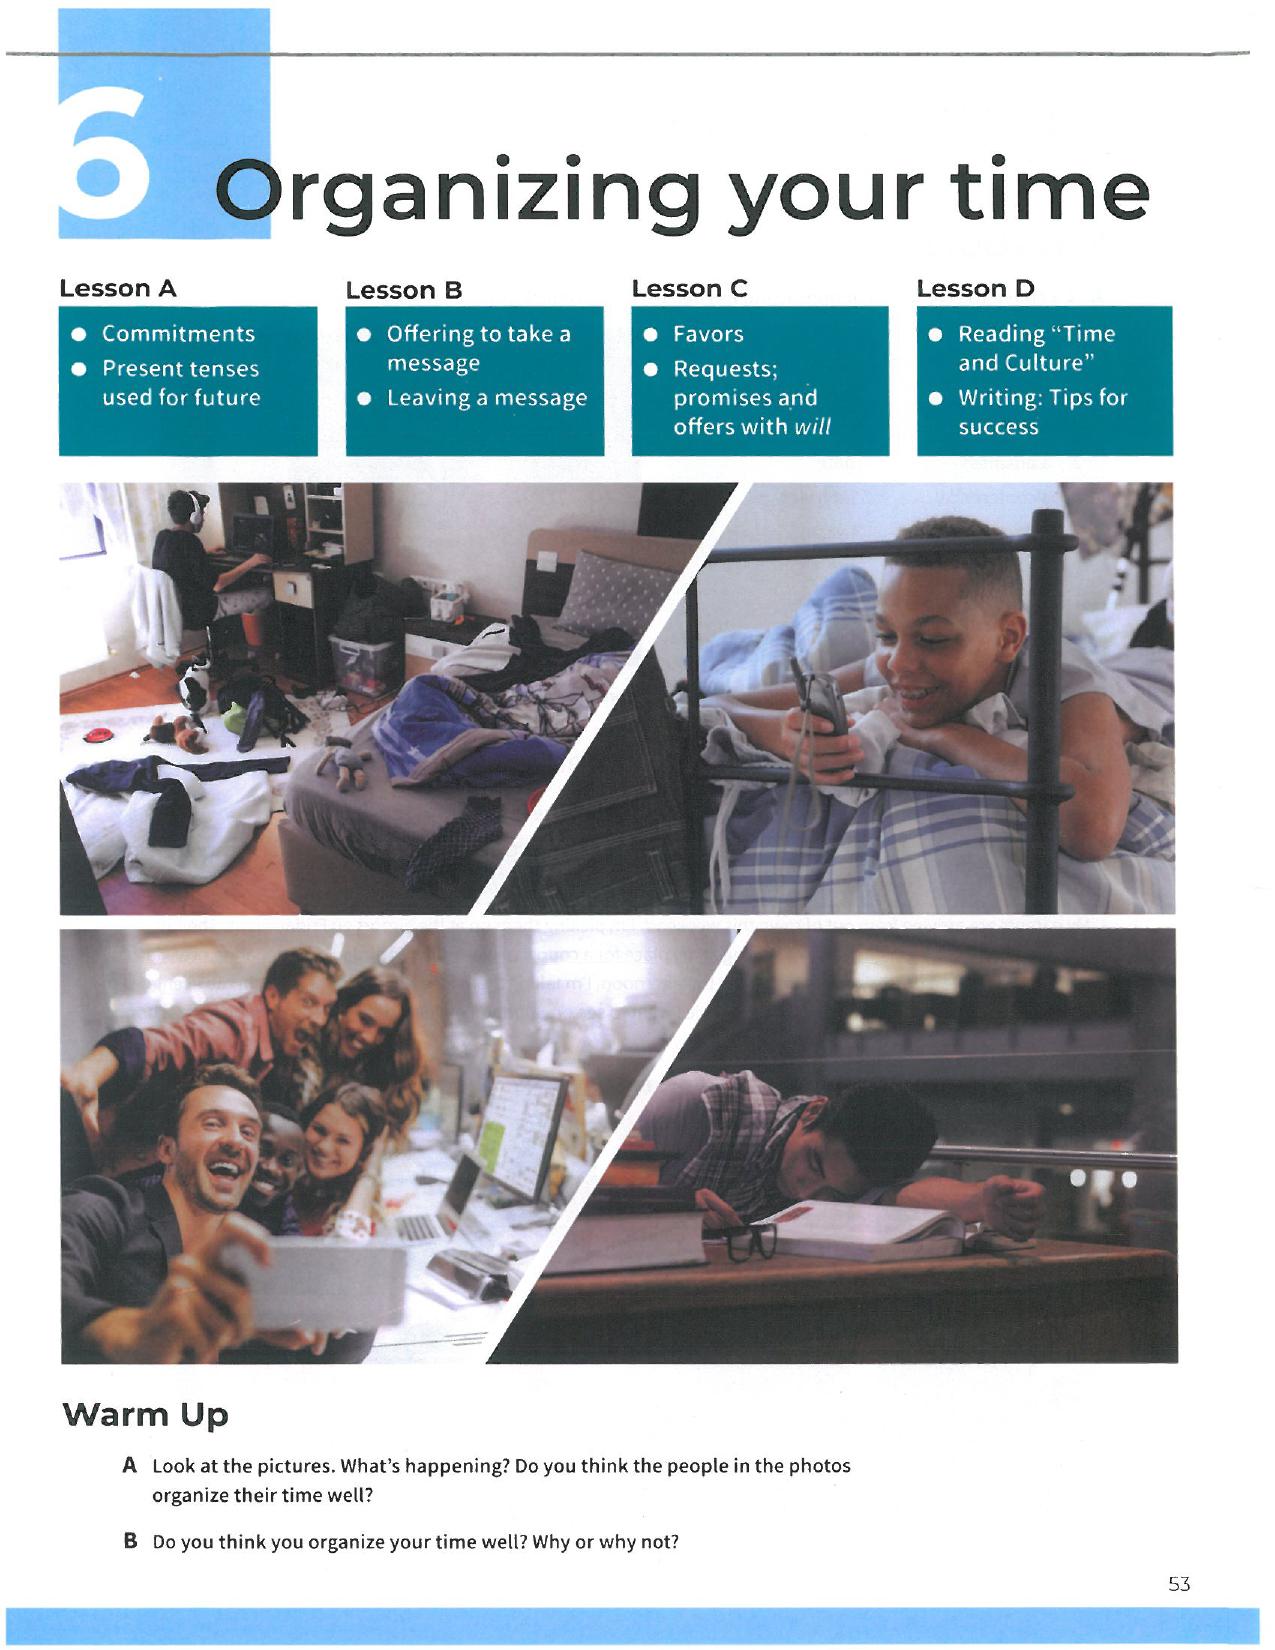 6
Organizing your time
Lesson A
● Commitments
● Present tenses
used for future
Lesson B
● Offering to take a
message
● Leaving a message
Lesson C
● Favors
● Requests;
promises and
offers with will
Lesson D
● Reading “Time
and Culture”
● Writing: Tips for
success
Warm Up
A Look at the pictures. What's happening? Do you think the people in the photos
organize their time well?
B Do you think you organize your time well? Why or why not?
53